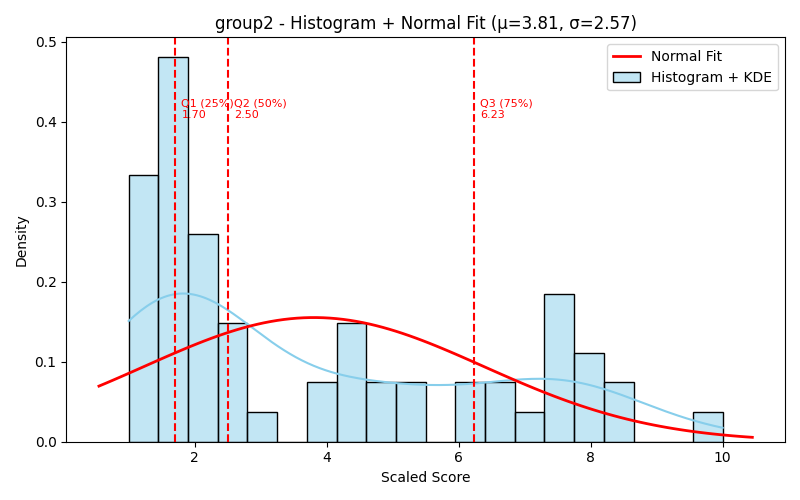 group2 - Histogram + Normal Fit (μ=3.81, σ=2.57)
Normal Fit
Histogram + KDE
Q1 (25%)
1.70
Q2 (50%)
2.50
Q3 (75%)
6.23
Density
0.5
0.4
0.3
0.2
0.1
0.0
2 4 6 8 10
Scaled Score